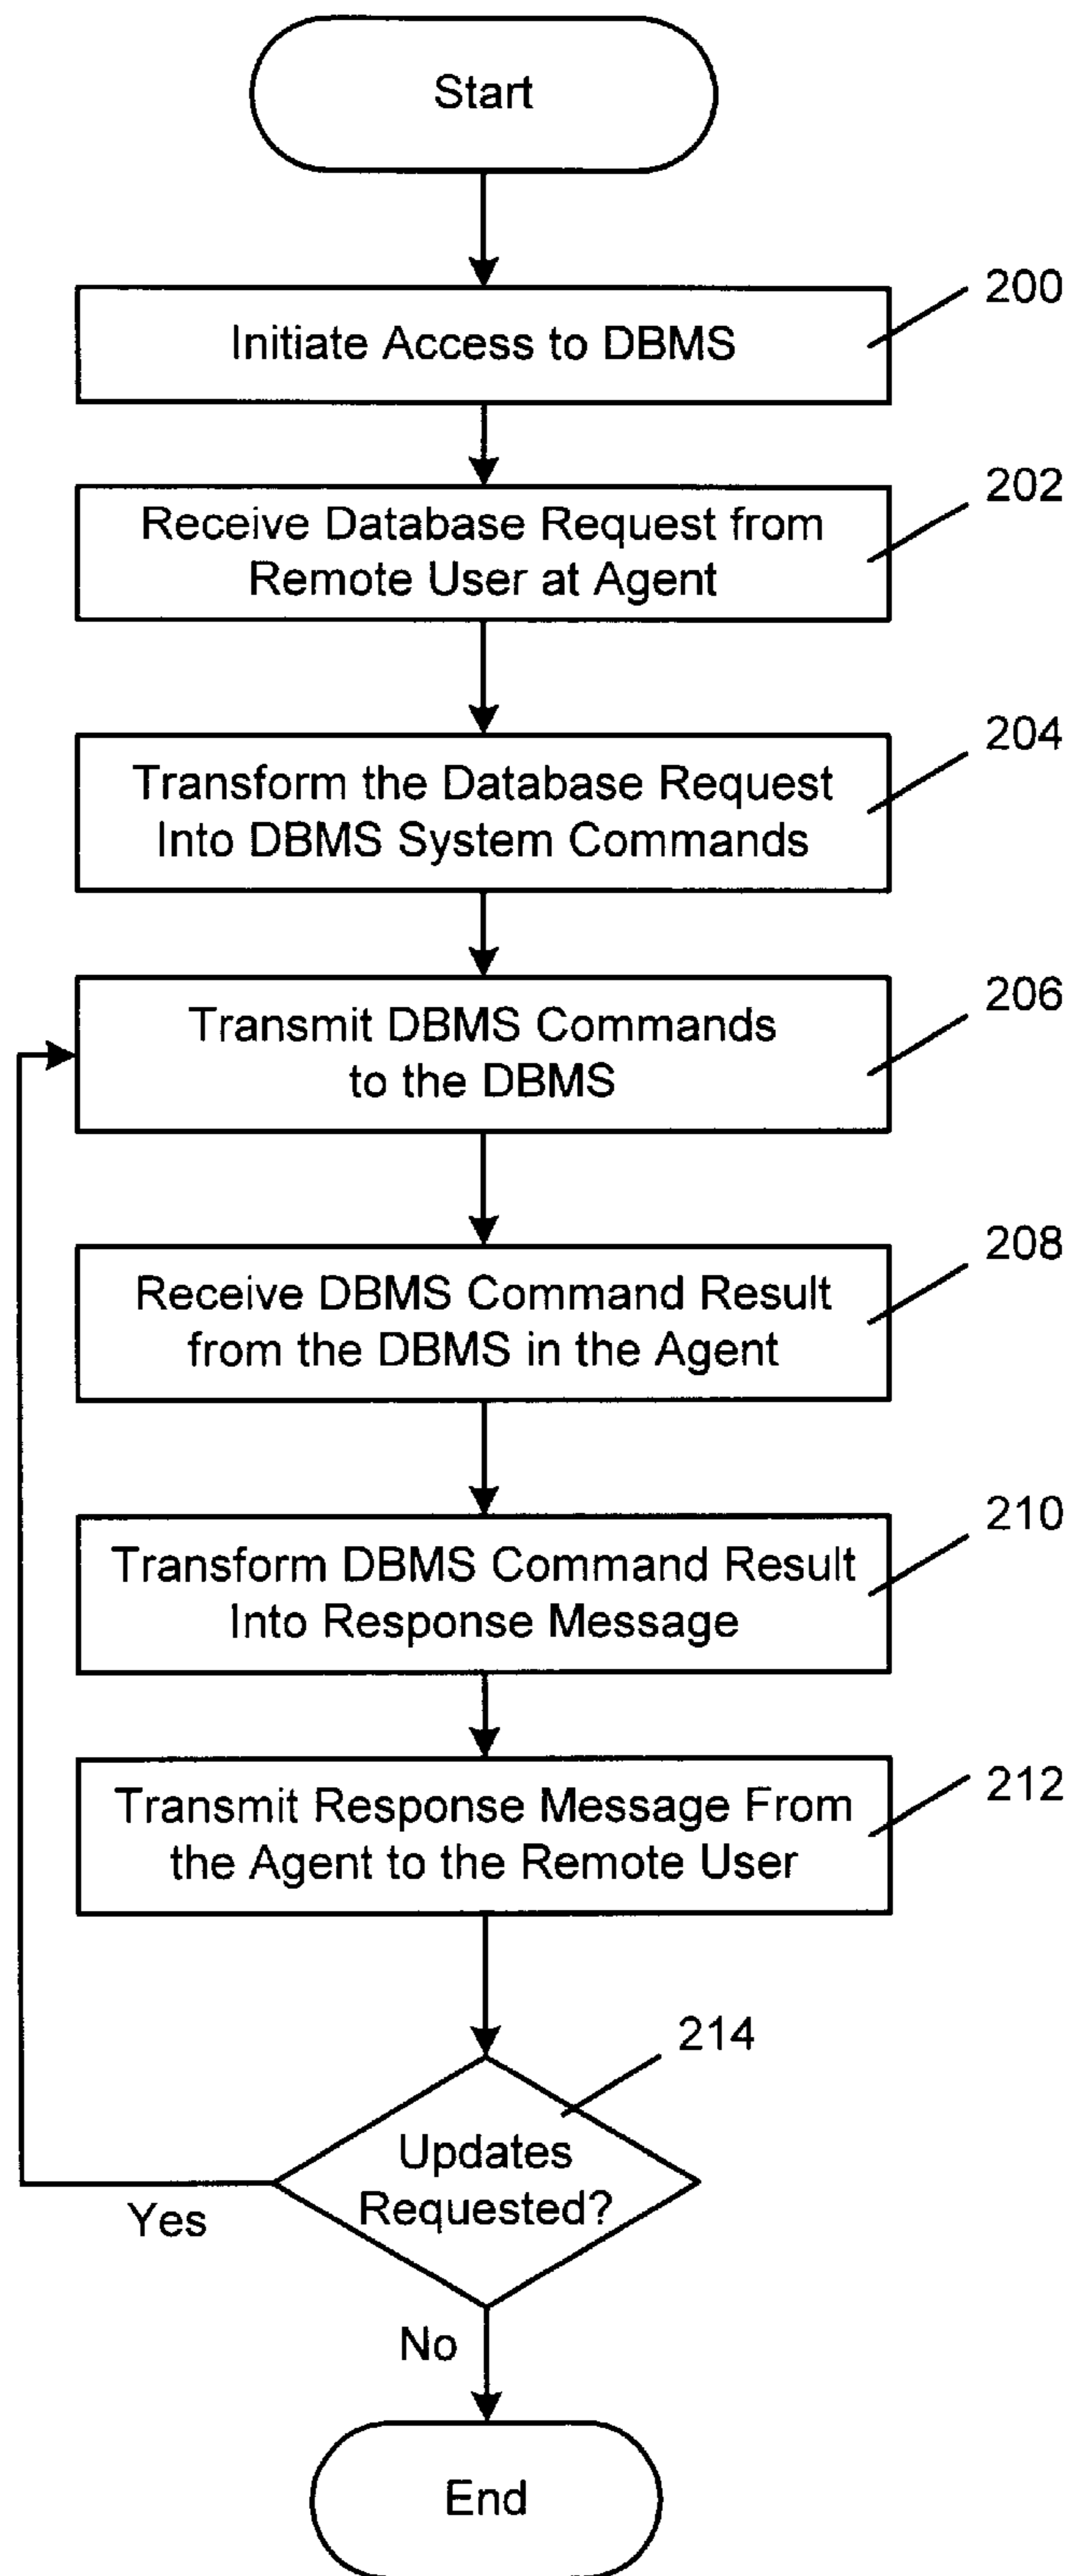 Start
200
Initiate Access to DBMS
202
Receive Database Request from
Remote User at Agent
204
Transform the Database Request
Into DBMS System Commands
206
Transmit DBMS Commands
to the DBMS
208
Receive DBMS Command Result
from the DBMS in the Agent
210
Transform DBMS Command Result
Into Response Message
212
Transmit Response Message From
the Agent to the Remote User
214
Updates
Requested?
Yes
No
End